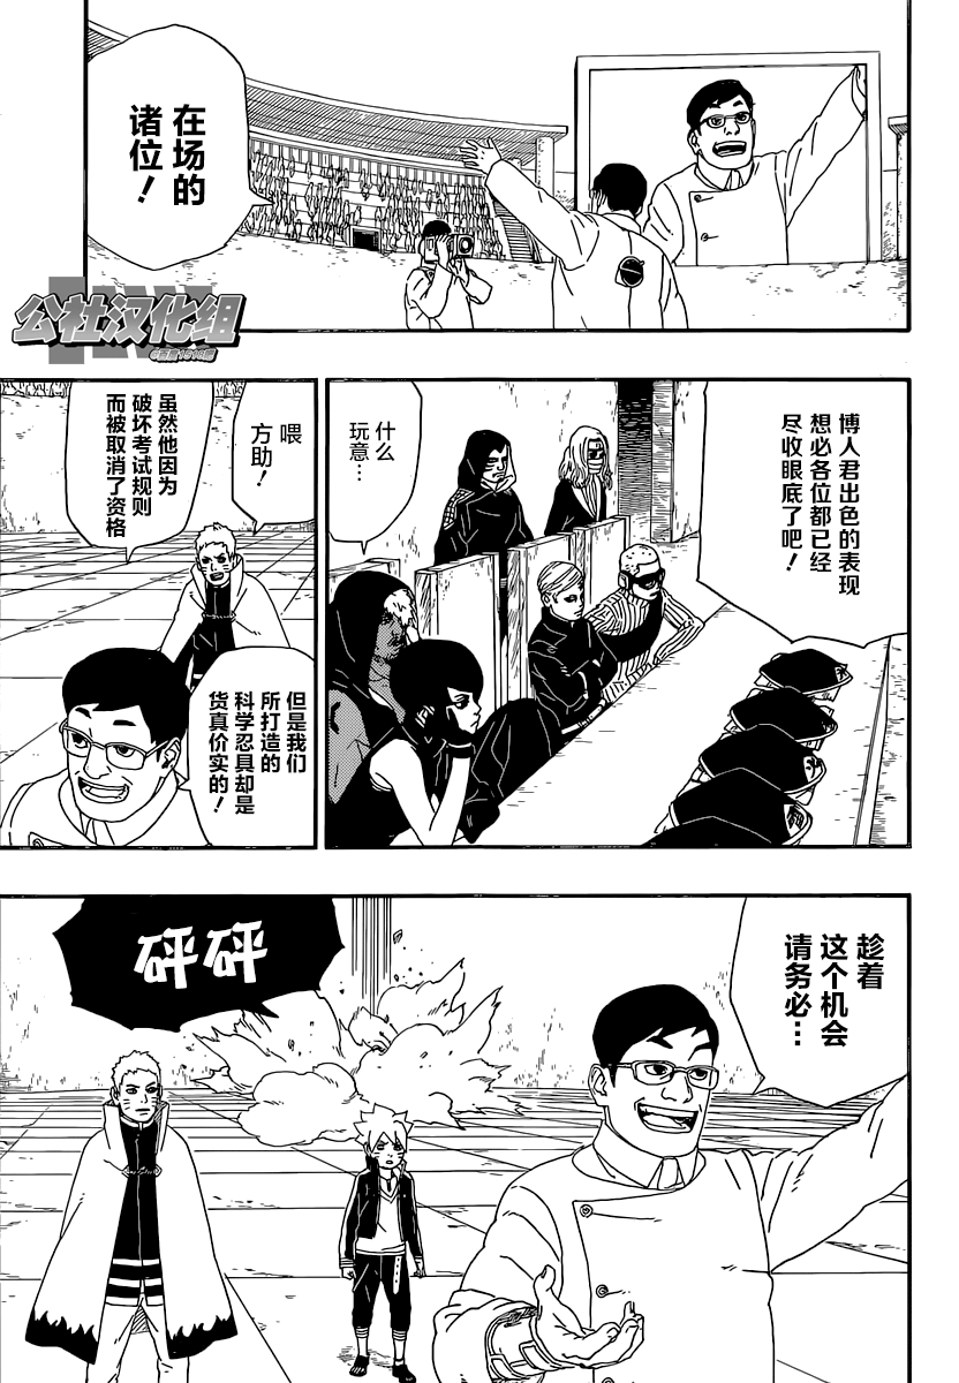 在场的
诸位！
公社汉化组
博人君出色的表现
想必各位都已经
尽收眼底了吧！
什么
玩意…
喂
方助！
虽然他因为
破坏考试规则
而被取消了资格
但是我们
所打造的
科学忍具却是
货真价实的！
趁着
这个机会
请务必…
砰砰